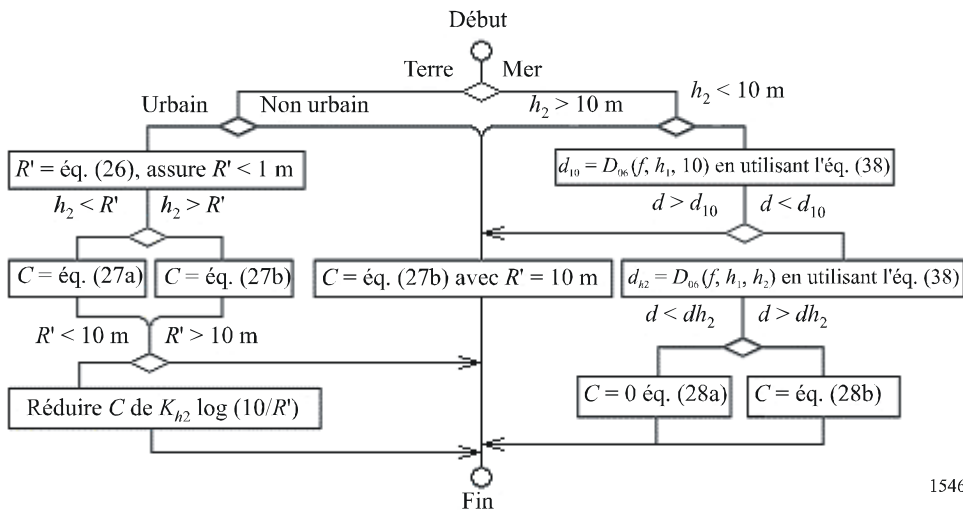 Début
Terre Mer
Urbain Non urbain h₂ > 10 m h₂ < 10 m
R' = éq. (26), assure R' < 1 m
d₁₀ = D₀₆(f, h₁, 10) en utilisant l'éq. (38)
h₂ < R' h₂ > R'
d > d₁₀ d < d₁₀
C = éq. (27a)
C = éq. (27b)
C = éq. (27b) avec R' = 10 m
dₕ₂ = D₀₆(f, h₁, h₂) en utilisant l'éq. (38)
R' < 10 m R' > 10 m
d < dh₂ d > dh₂
Réduire C de Kₕ₂ log (10/R')
C = 0 éq. (28a)
C = éq. (28b)
Fin
1546